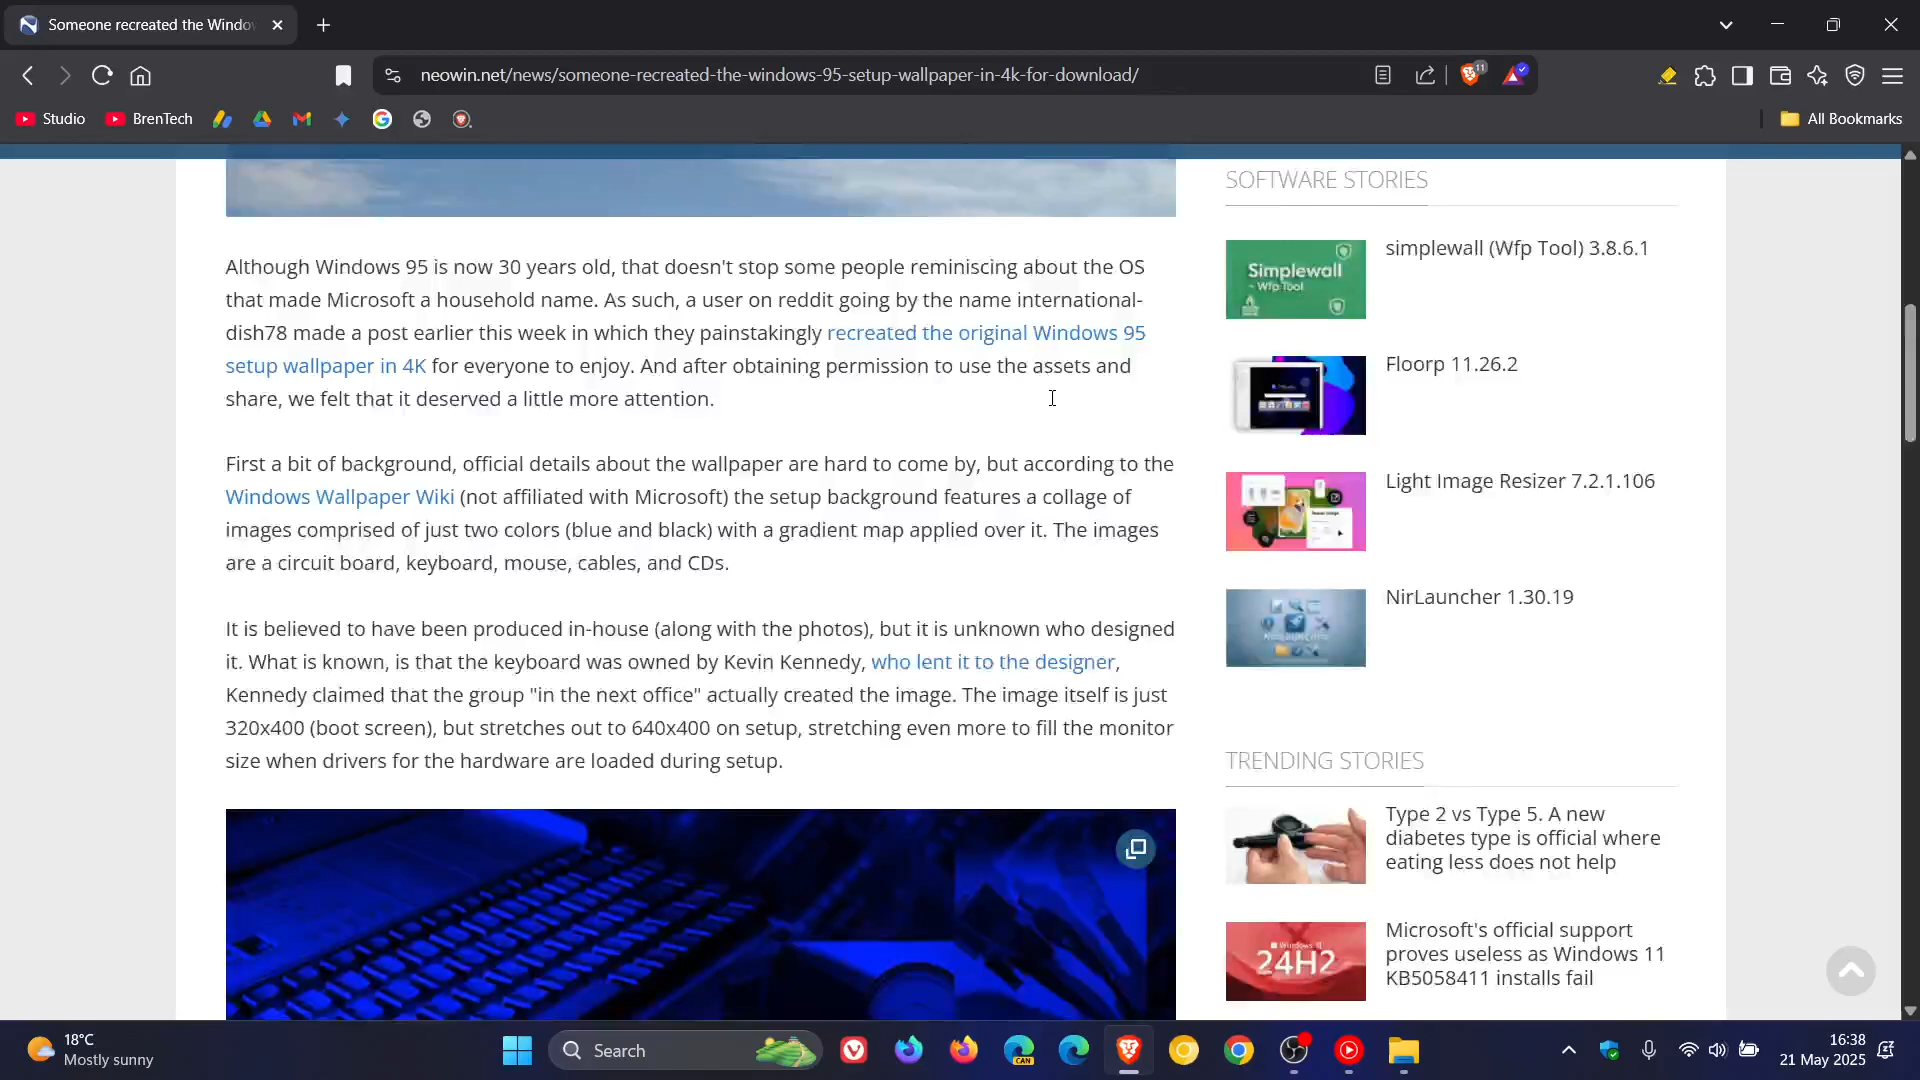 Someone recreated the Windo
neowin.net/news/someone-recreated-the-windows-95-setup-wallpaper-in-4k-for-download/
11
Studio
BrenTech
All Bookmarks
Although Windows 95 is now 30 years old, that doesn't stop some people reminiscing about the OS
that made Microsoft a household name. As such, a user on reddit going by the name international-
dish78 made a post earlier this week in which they painstakingly recreated the original Windows 95
setup wallpaper in 4K for everyone to enjoy. And after obtaining permission to use the assets and
share, we felt that it deserved a little more attention.
First a bit of background, official details about the wallpaper are hard to come by, but according to the
Windows Wallpaper Wiki (not affiliated with Microsoft) the setup background features a collage of
images comprised of just two colors (blue and black) with a gradient map applied over it. The images
are a circuit board, keyboard, mouse, cables, and CDs.
It is believed to have been produced in-house (along with the photos), but it is unknown who designed
it. What is known, is that the keyboard was owned by Kevin Kennedy, who lent it to the designer,
Kennedy claimed that the group "in the next office" actually created the image. The image itself is just
320x400 (boot screen), but stretches out to 640x400 on setup, stretching even more to fill the monitor
size when drivers for the hardware are loaded during setup.
SOFTWARE STORIES
Simplewall
~ Wfp Tool
simplewall (Wfp Tool) 3.8.6.1
Floorp 11.26.2
Light Image Resizer 7.2.1.106
NirLauncher 1.30.19
TRENDING STORIES
Type 2 vs Type 5. A new
diabetes type is official where
eating less does not help
Windows 11
24H2
Microsoft's official support
proves useless as Windows 11
KB5058411 installs fail
18°C
Mostly sunny
Search
CAN
16:38
21 May 2025